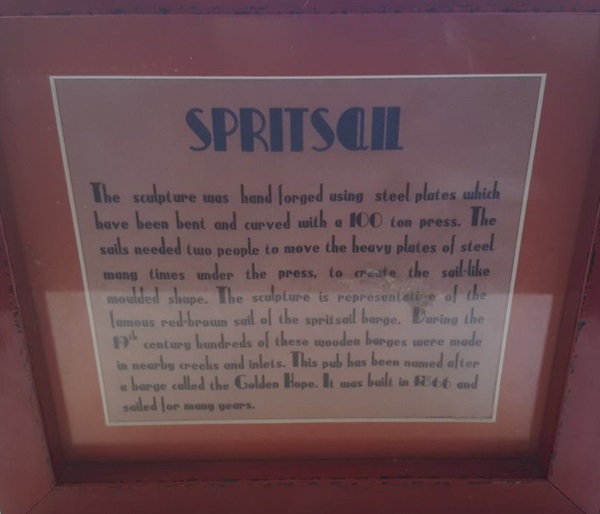 SPRITSAIL
The sculpture was hand forged using steel plates which
have been bent and curved with a 100 ton press. The
sails needed two people to move the heavy plates of steel
many times under the press, to create the sail-like
moulded shape. The sculpture is representative of the
famous red-brown sail of the spritsail barge. During the
19th century hundreds of these wooden barges were made
in nearby creeks and inlets. This pub has been named after
a barge called the Golden Hope. It was built in 1866 and
sailed for many years.